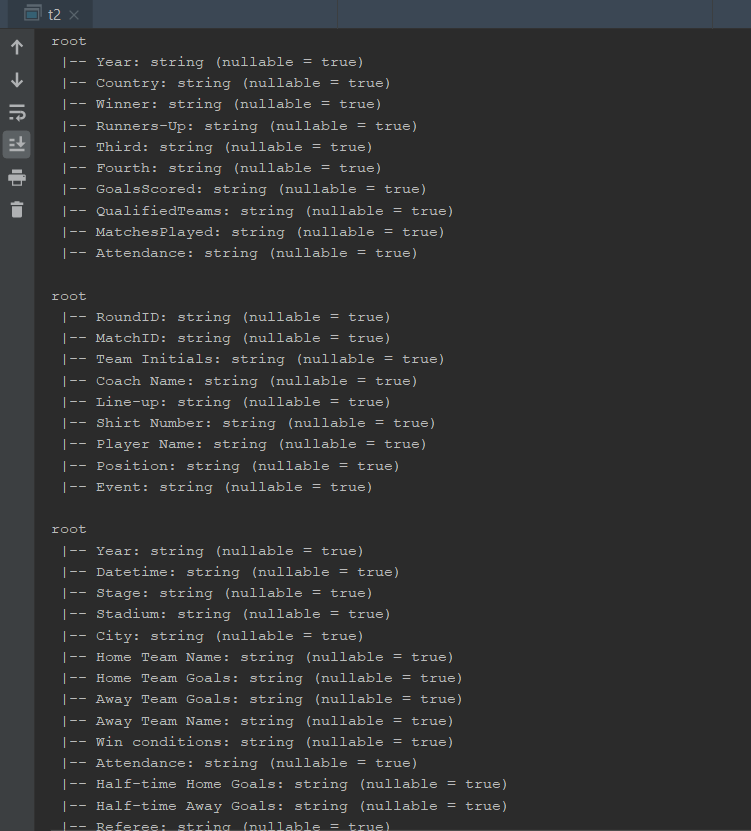 t2
root
|-- Year: string (nullable = true)
|-- Country: string (nullable = true)
|-- Winner: string (nullable = true)
|-- Runners-Up: string (nullable = true)
|-- Third: string (nullable = true)
|-- Fourth: string (nullable = true)
|-- GoalsScored: string (nullable = true)
|-- QualifiedTeams: string (nullable = true)
|-- MatchesPlayed: string (nullable = true)
|-- Attendance: string (nullable = true)
root
|-- RoundID: string (nullable = true)
|-- MatchID: string (nullable = true)
|-- Team Initials: string (nullable = true)
|-- Coach Name: string (nullable = true)
|-- Line-up: string (nullable = true)
|-- Shirt Number: string (nullable = true)
|-- Player Name: string (nullable = true)
|-- Position: string (nullable = true)
|-- Event: string (nullable = true)
root
|-- Year: string (nullable = true)
|-- Datetime: string (nullable = true)
|-- Stage: string (nullable = true)
|-- Stadium: string (nullable = true)
|-- City: string (nullable = true)
|-- Home Team Name: string (nullable = true)
|-- Home Team Goals: string (nullable = true)
|-- Away Team Goals: string (nullable = true)
|-- Away Team Name: string (nullable = true)
|-- Win conditions: string (nullable = true)
|-- Attendance: string (nullable = true)
|-- Half-time Home Goals: string (nullable = true)
|-- Half-time Away Goals: string (nullable = true)
|-- Referee: string (nullable = true)